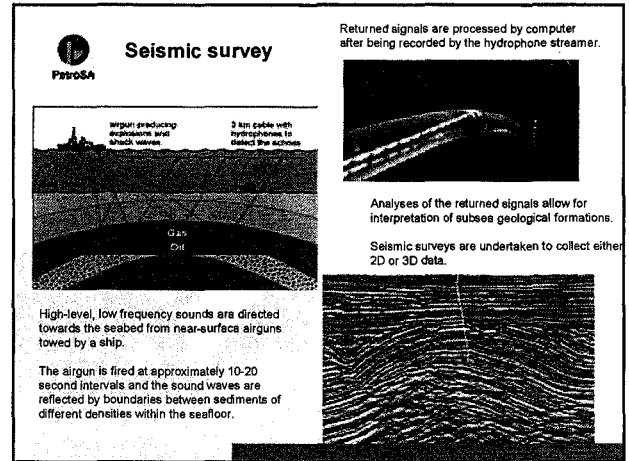 PetroSA
Seismic survey
airgun producing
explosions and
shock waves
3 km cable with
hydrophones to
detect the echoes
Gas
Oil
High-level, low frequency sounds are directed
towards the seabed from near-surface airguns
towed by a ship.
The airgun is fired at approximately 10-20
second intervals and the sound waves are
reflected by boundaries between sediments of
different densities within the seafloor.
Returned signals are processed by computer
after being recorded by the hydrophone streamer.
Analyses of the returned signals allow for
interpretation of subsea geological formations.
Seismic surveys are undertaken to collect either
2D or 3D data.